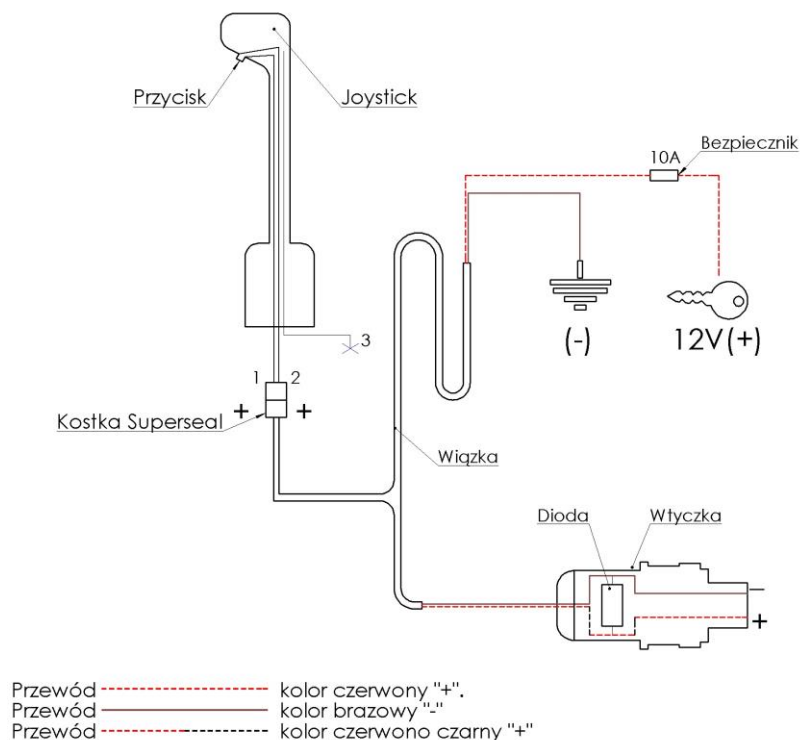 Przycisk
Joystick
Bezpiecznik
10A
(-)
12V(+)
3
1 2
+ +
Kostka Superseal
Wiązka
Dioda
Wtyczka
–
+
Przewód kolor czerwony "+".
Przewód kolor brazowy "-"
Przewód kolor czerwono czarny "+"